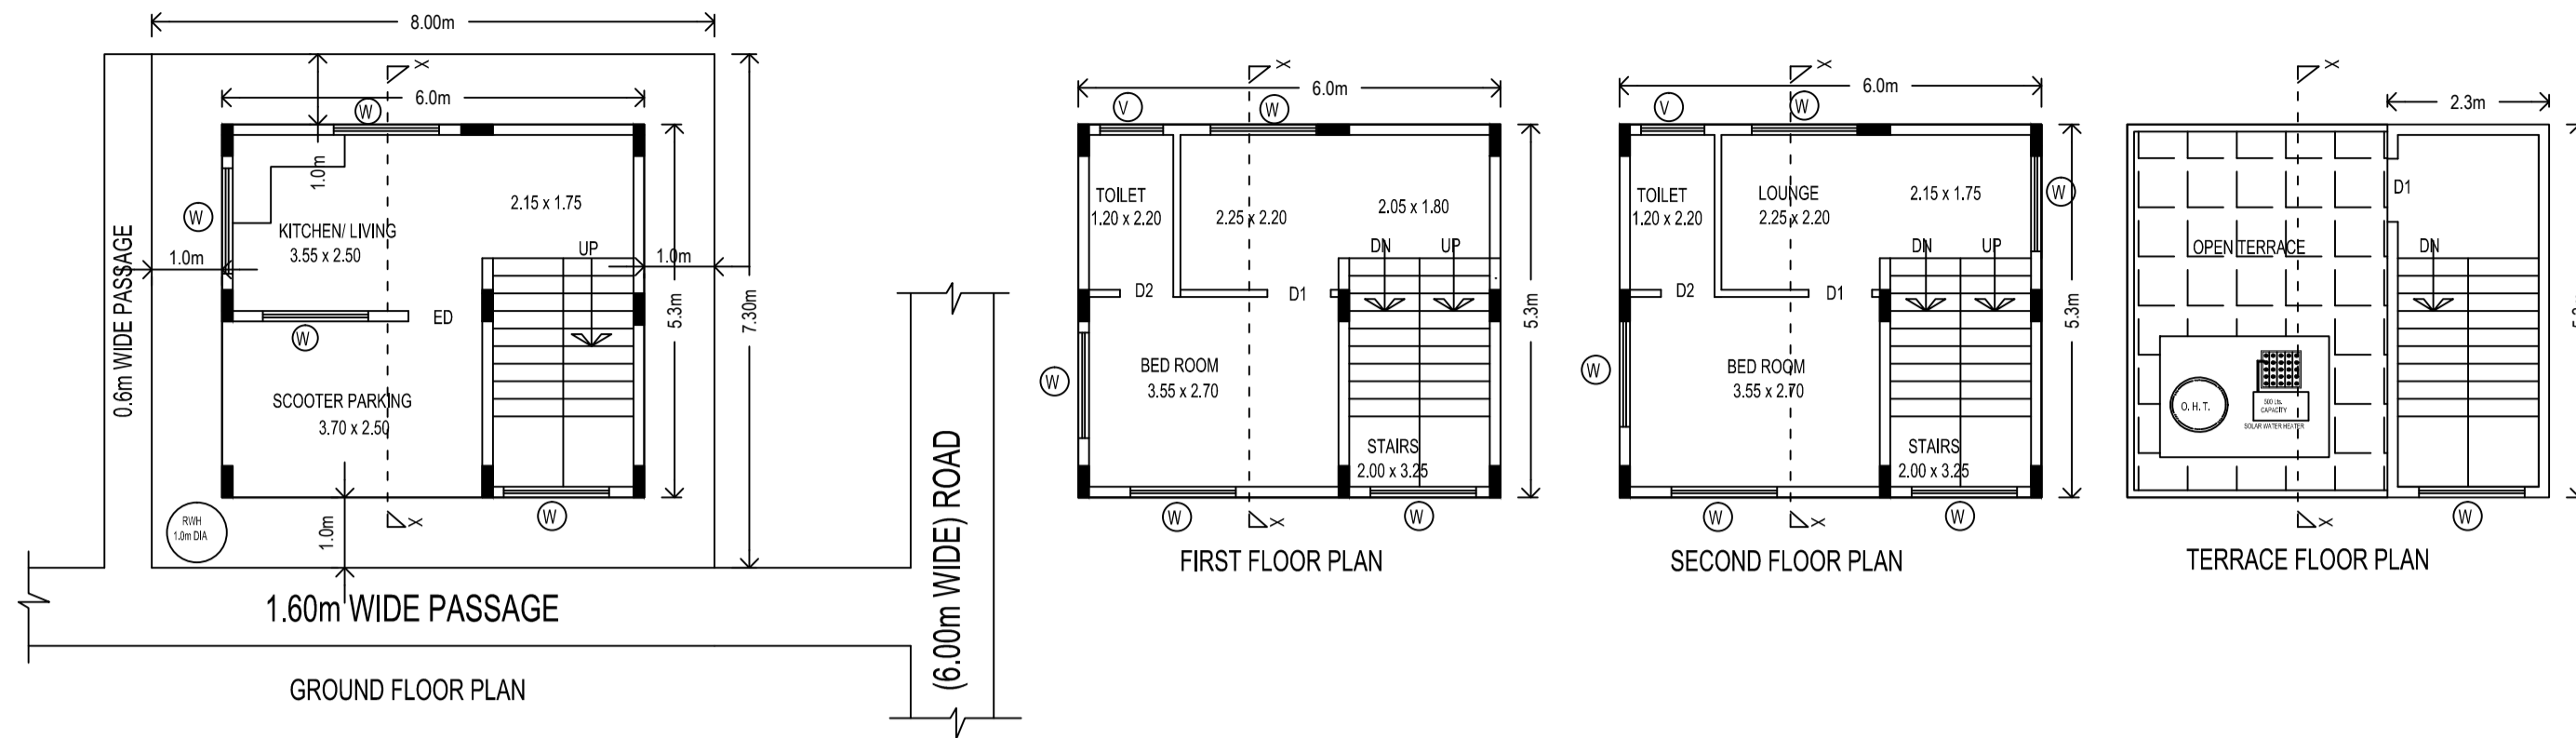 8.00m
X
6.0m
W
1.0m
2.15 x 1.75
W
KITCHEN/ LIVING
3.55 x 2.50
UP
1.0m
1.0m
0.6m WIDE PASSAGE
ED
5.3m
7.30m
W
SCOOTER PARKING
3.70 x 2.50
RWH
1.0m DIA
1.0m
X
W
1.60m WIDE PASSAGE
(6.00m WIDE) ROAD
GROUND FLOOR PLAN
X
6.0m
V
W
TOILET
1.20 x 2.20
2.25 x 2.20
2.05 x 1.80
DN
UP
D2
D1
5.3m
W
BED ROOM
3.55 x 2.70
STAIRS
2.00 x 3.25
W
X
W
FIRST FLOOR PLAN
X
6.0m
V
W
TOILET
1.20 x 2.20
LOUNGE
2.25 x 2.20
2.15 x 1.75
W
DN
UP
D2
D1
5.3m
W
BED ROOM
3.55 x 2.70
STAIRS
2.00 x 3.25
W
X
W
SECOND FLOOR PLAN
X
2.3m
D1
OPEN TERRACE
DN
O. H. T.
500 Lts.
CAPACITY
SOLAR WATER HEATER
X
W
TERRACE FLOOR PLAN